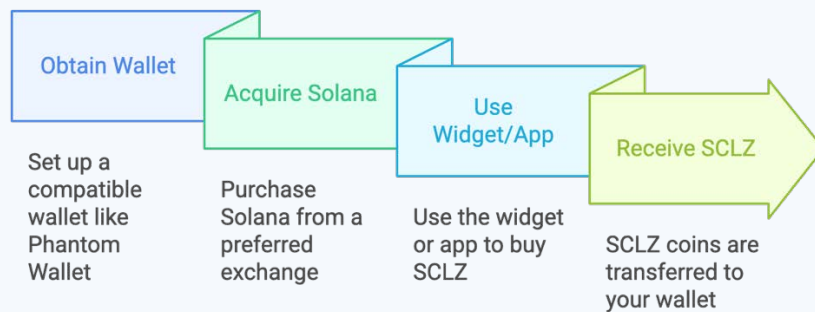 Obtain Wallet
Set up a
compatible
wallet like
Phantom
Wallet
Acquire Solana
Purchase
Solana from a
preferred
exchange
Use
Widget/App
Use the widget
or app to buy
SCLZ
Receive SCLZ
SCLZ coins are
transferred to
your wallet